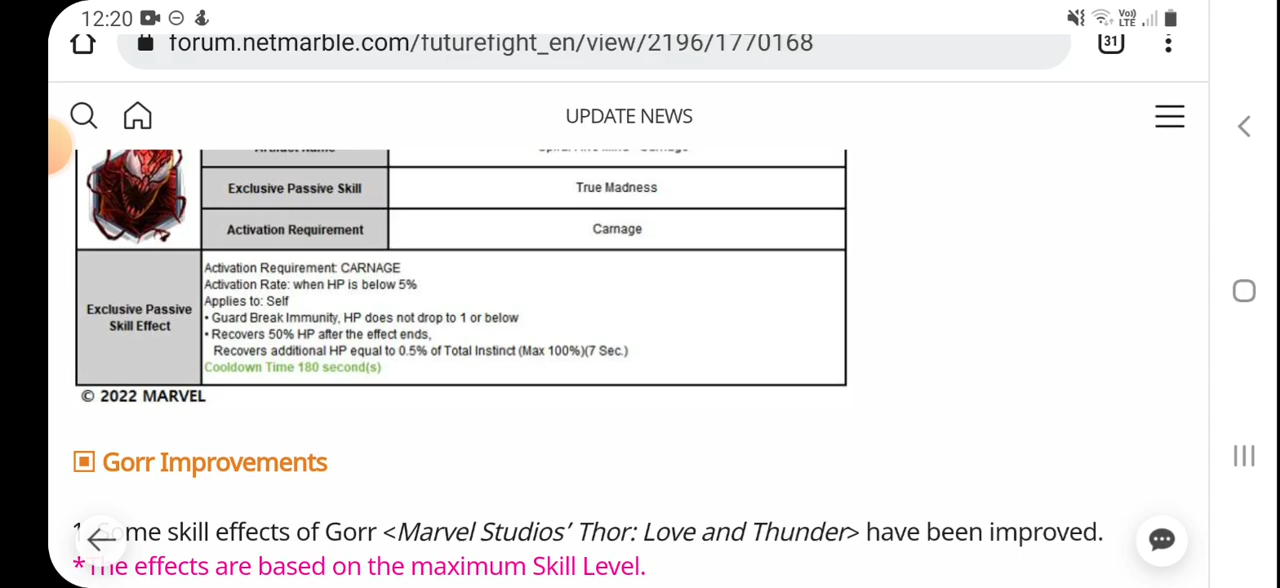 12:20
Vo)) LTE
forum.netmarble.com/futurefight_en/view/2196/1770168
31
UPDATE NEWS
Exclusive Passive Skill
True Madness
Activation Requirement
Carnage
Exclusive Passive Skill Effect
Activation Requirement: CARNAGE
Activation Rate: when HP is below 5%
Applies to: Self
• Guard Break Immunity, HP does not drop to 1 or below
• Recovers 50% HP after the effect ends,
Recovers additional HP equal to 0.5% of Total Instinct (Max 100%)(7 Sec.)
Cooldown Time 180 second(s)
© 2022 MARVEL
Gorr Improvements
1. Some skill effects of Gorr <Marvel Studios’ Thor: Love and Thunder> have been improved.
*The effects are based on the maximum Skill Level.